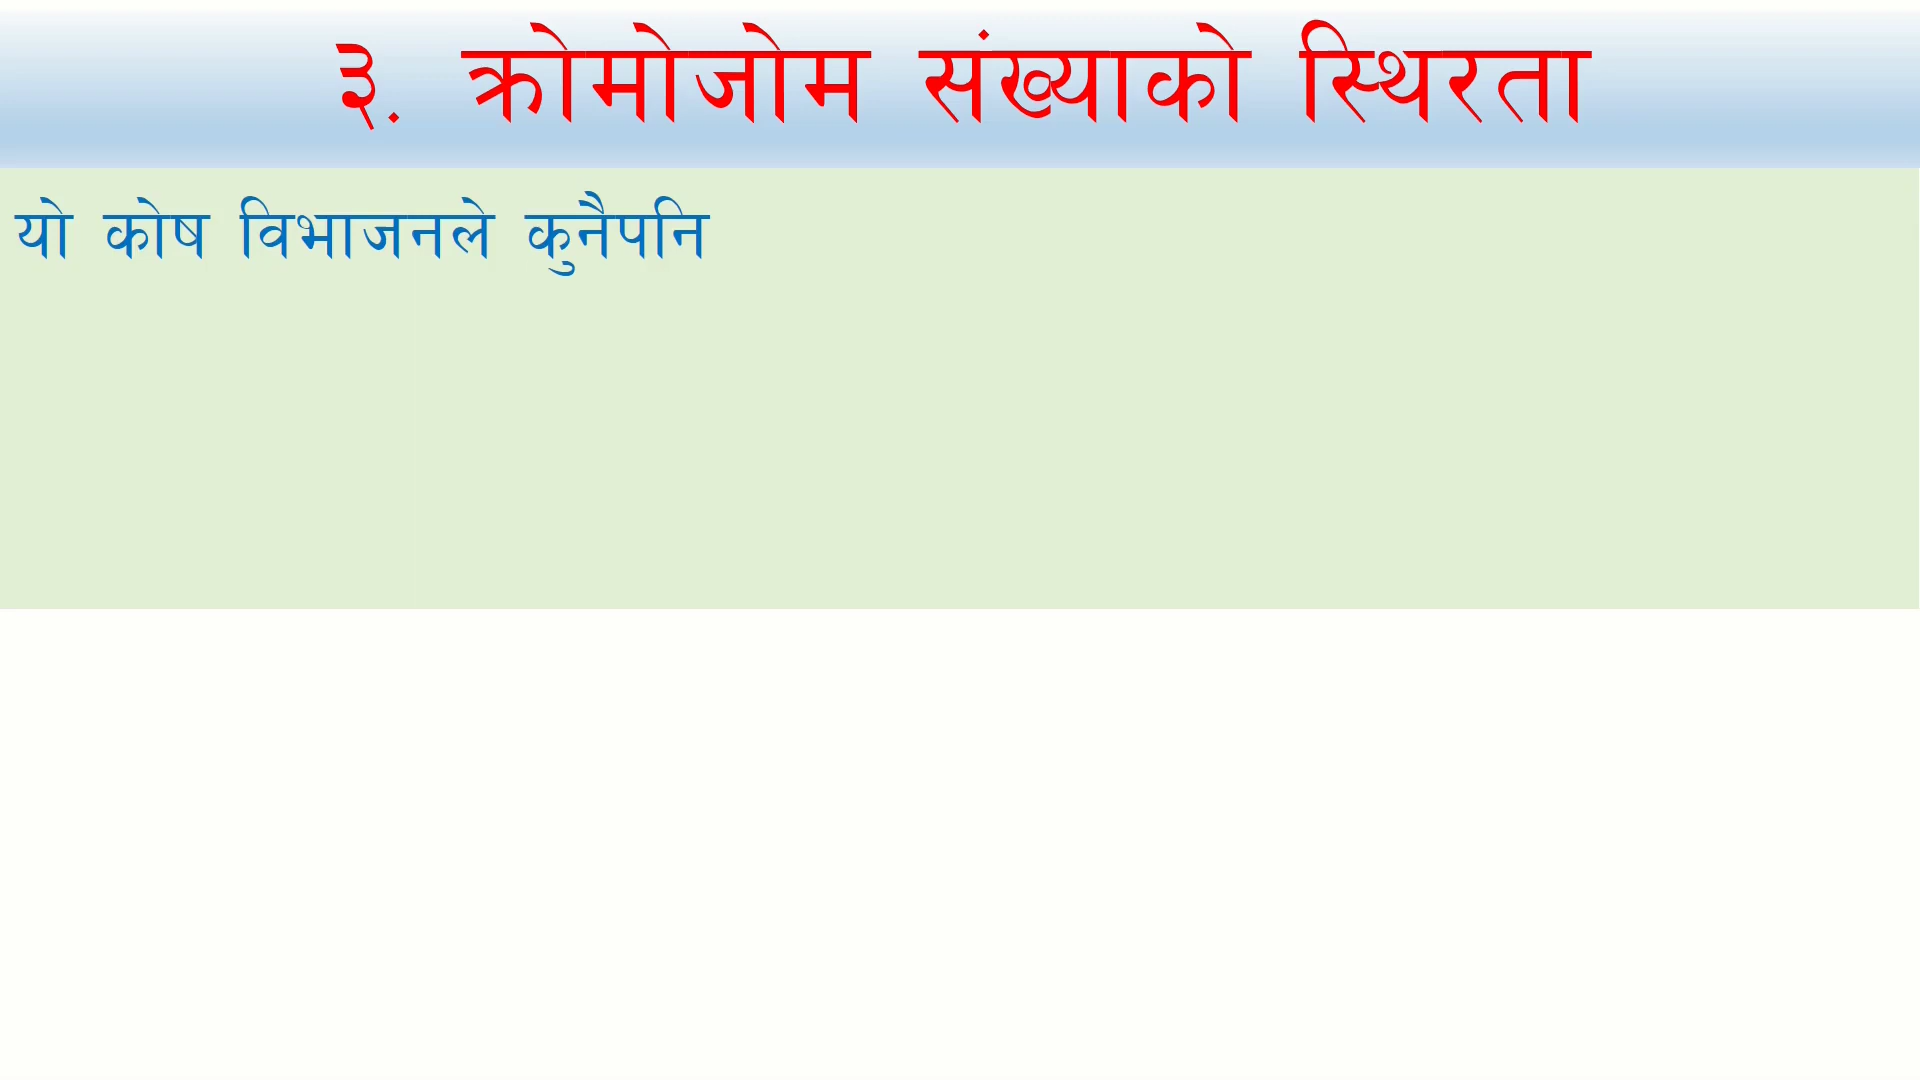 ३. क्रोमोजोम संख्याको स्थिरता
यो कोष विभाजनले कुनैपनि